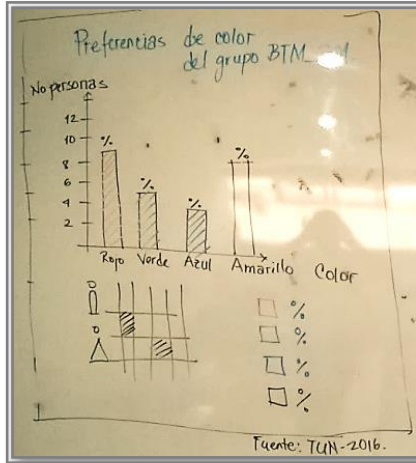 Preferencias de color
del grupo BTM
No personas
12
10
8
6
4
2
%
%
%
%
Rojo Verde Azul Amarillo Color
%
%
%
%
Fuente: TUN-2016.